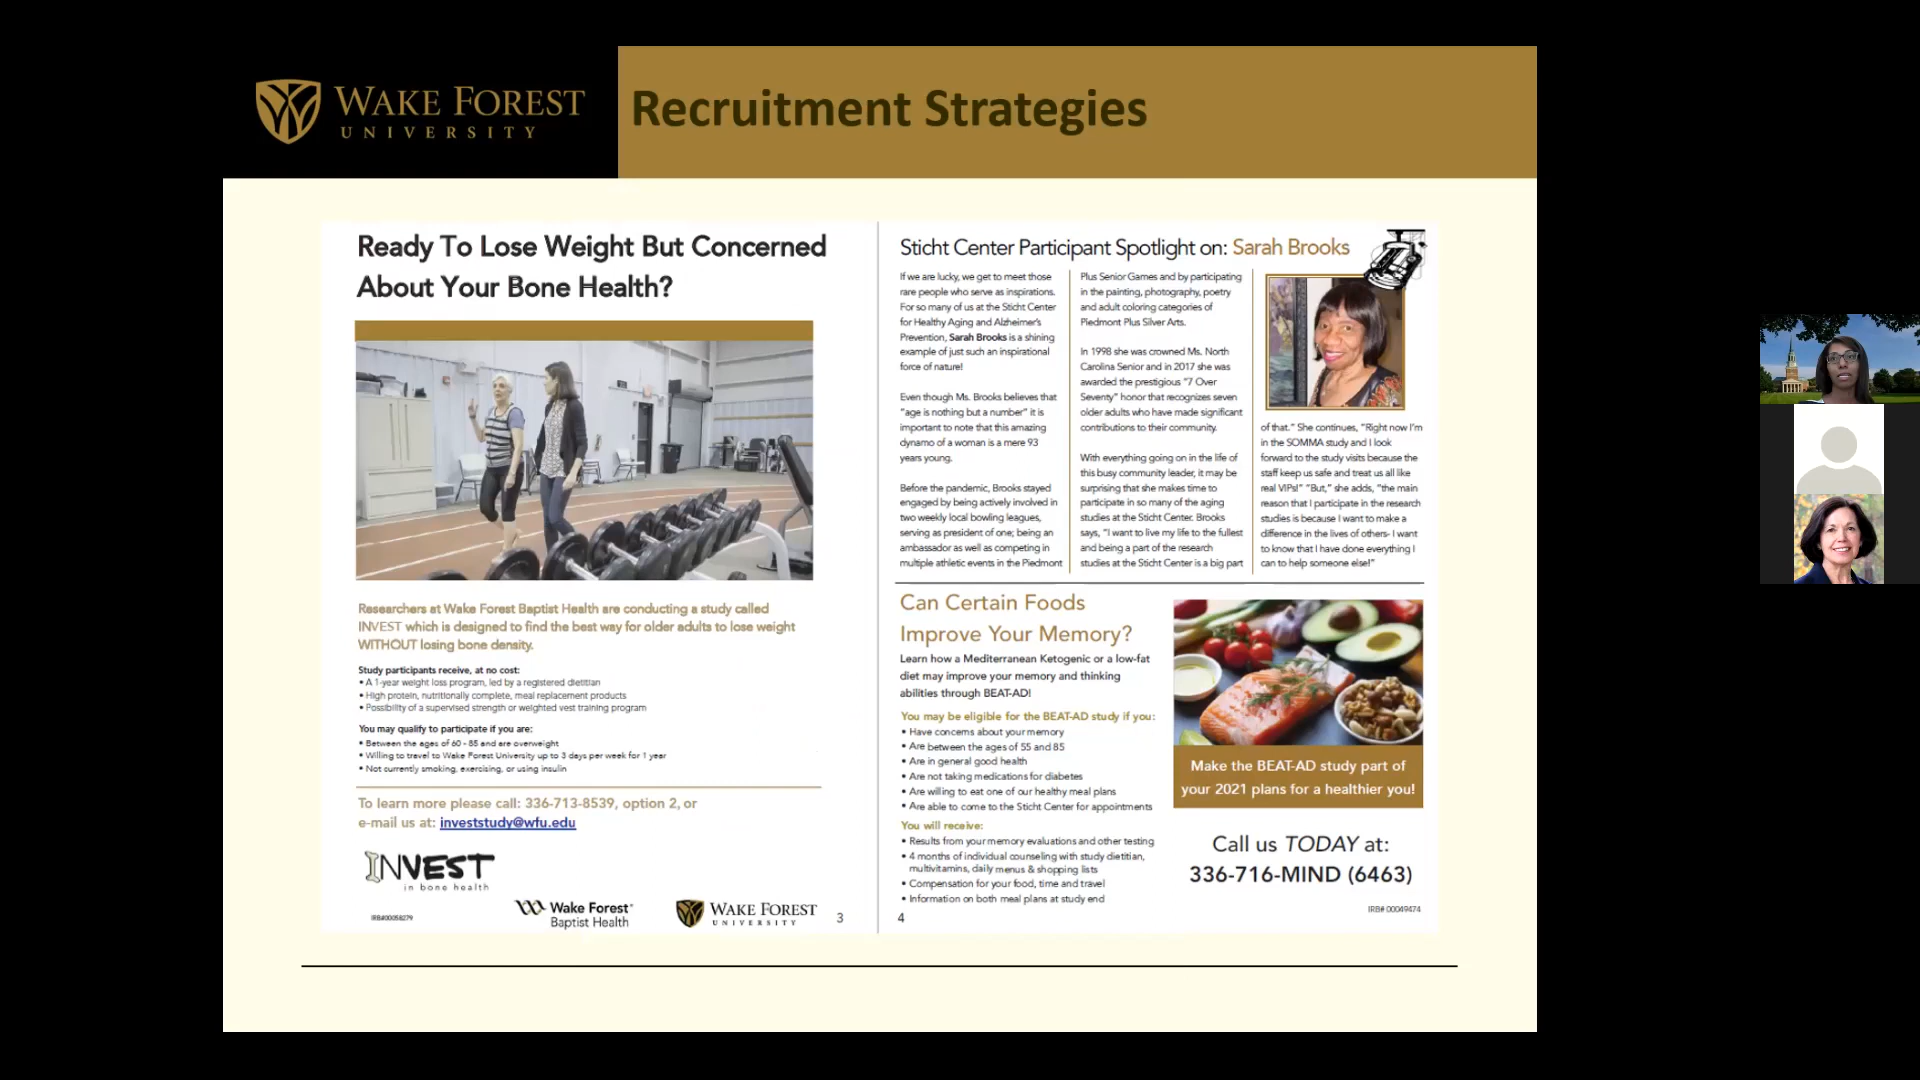 WAKE FOREST
UNIVERSITY
Recruitment Strategies
Ready To Lose Weight But Concerned
About Your Bone Health?
Researchers at Wake Forest Baptist Health are conducting a study called
INVEST which is designed to find the best way for older adults to lose weight
WITHOUT losing bone density.
Study participants receive, at no cost:
• A 1-year weight loss program, led by a registered dietitian
• High protein, nutritionally complete, meal replacement products
• Possibility of a supervised strength or weighted vest training program
You may qualify to participate if you are:
• Between the ages of 60 - 85 and are overweight
• Willing to travel to Wake Forest University up to 3 days per week for 1 year
• Not currently smoking, exercising, or using insulin
To learn more please call: 336-713-8539, option 2, or
e-mail us at: investstudy@wfu.edu
INVEST
in bone health
IRB#00058279
Wake Forest®
Baptist Health
WAKE FOREST
UNIVERSITY
3
Sticht Center Participant Spotlight on: Sarah Brooks
If we are lucky, we get to meet those
rare people who serve as inspirations.
For so many of us at the Sticht Center
for Healthy Aging and Alzheimer's
Prevention, Sarah Brooks is a shining
example of just such an inspirational
force of nature!
Even though Ms. Brooks believes that
"age is nothing but a number" it is
important to note that this amazing
dynamo of a woman is a mere 93
years young.
Before the pandemic, Brooks stayed
engaged by being actively involved in
two weekly local bowling leagues,
serving as president of one; being an
ambassador as well as competing in
multiple athletic events in the Piedmont
Plus Senior Games and by participating
in the painting, photography, poetry
and adult coloring categories of
Piedmont Plus Silver Arts.
In 1998 she was crowned Ms. North
Carolina Senior and in 2017 she was
awarded the prestigious "7 Over
Seventy" honor that recognizes seven
older adults who have made significant
contributions to their community.
With everything going on in the life of
this busy community leader, it may be
surprising that she makes time to
participate in so many of the aging
studies at the Sticht Center. Brooks
says, "I want to live my life to the fullest
and being a part of the research
studies at the Sticht Center is a big part
of that." She continues, "Right now I'm
in the SOMMA study and I look
forward to the study visits because the
staff keep us safe and treat us all like
real VIPs!" "But," she adds, "the main
reason that I participate in the research
studies is because I want to make a
difference in the lives of others- I want
to know that I have done everything I
can to help someone else!"
Can Certain Foods
Improve Your Memory?
Learn how a Mediterranean Ketogenic or a low-fat
diet may improve your memory and thinking
abilities through BEAT-AD!
You may be eligible for the BEAT-AD study if you:
• Have concerns about your memory
• Are between the ages of 55 and 85
• Are in general good health
• Are not taking medications for diabetes
• Are willing to eat one of our healthy meal plans
• Are able to come to the Sticht Center for appointments
You will receive:
• Results from your memory evaluations and other testing
• 4 months of individual counseling with study dietitian,
multivitamins, daily menus & shopping lists
• Compensation for your food, time and travel
• Information on both meal plans at study end
Make the BEAT-AD study part of
your 2021 plans for a healthier you!
Call us TODAY at:
336-716-MIND (6463)
IRB# 00049474
4